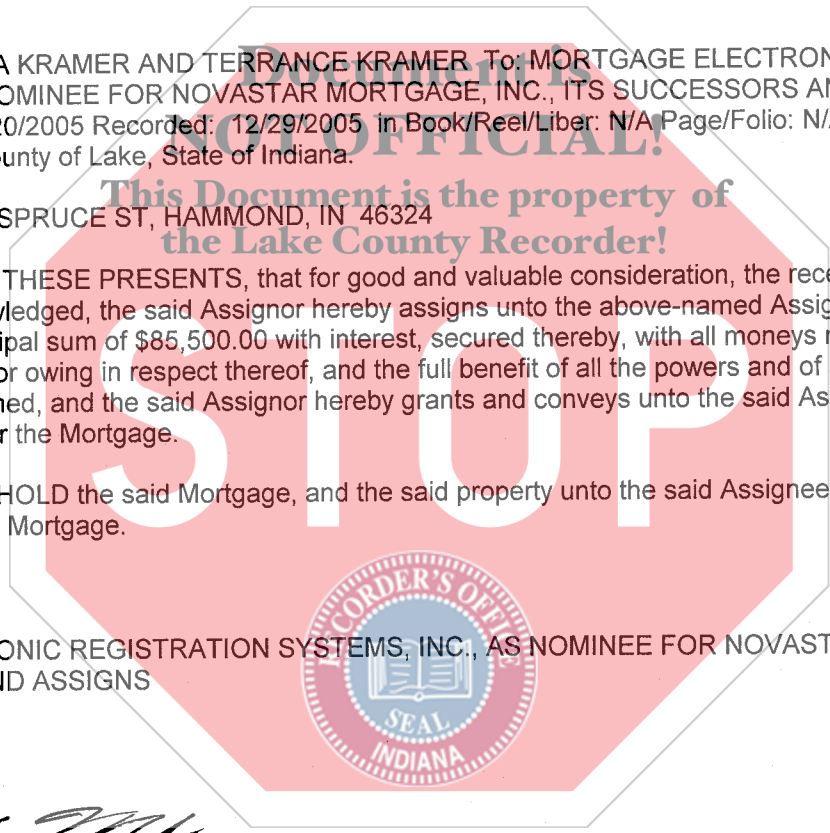 A KRAMER AND TERRANCE KRAMER To: MORTGAGE ELECTRON
OMINEE FOR NOVASTAR MORTGAGE, INC., ITS SUCCESSORS AN
20/2005 Recorded: 12/29/2005 in Book/Reel/Liber: N/A Page/Folio: N/
unty of Lake, State of Indiana.
Document is
NOT OFFICIAL!
This Document is the property of
the Lake County Recorder!
SPRUCE ST, HAMMOND, IN 46324
THESE PRESENTS, that for good and valuable consideration, the rece
ledged, the said Assignor hereby assigns unto the above-named Assig
ipal sum of $85,500.00 with interest, secured thereby, with all moneys
or owing in respect thereof, and the full benefit of all the powers and of
ned, and the said Assignor hereby grants and conveys unto the said As
r the Mortgage.
STOP
HOLD the said Mortgage, and the said property unto the said Assignee
Mortgage.
RECORDER'S OFFICE
SEAL
INDIANA
ONIC REGISTRATION SYSTEMS, INC., AS NOMINEE FOR NOVAST
ND ASSIGNS